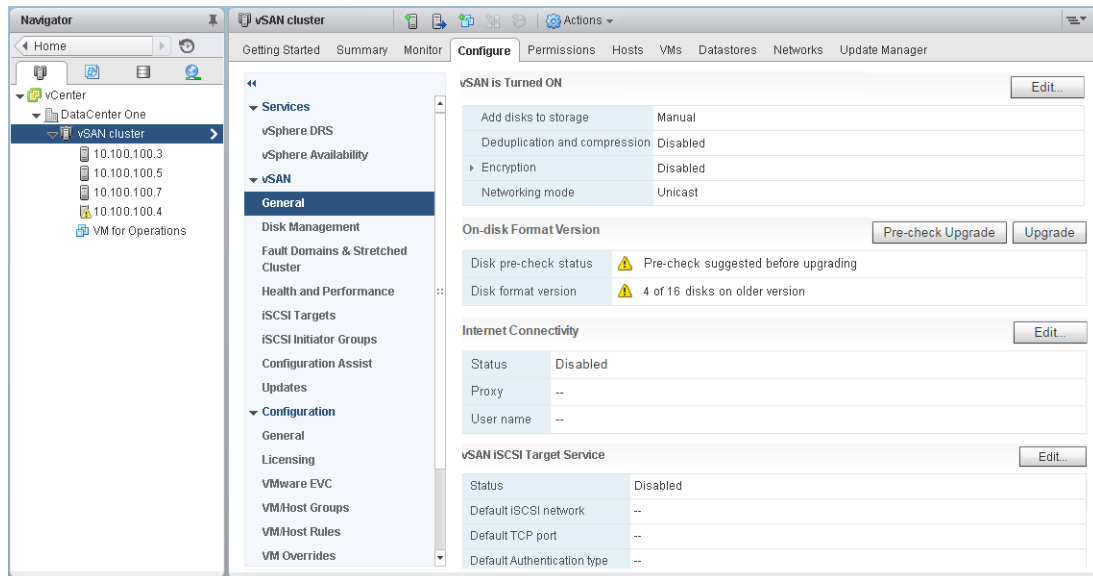 Navigator
Home
vCenter
DataCenter One
vSAN cluster
10.100.100.3
10.100.100.5
10.100.100.7
10.100.100.4
VM for Operations
vSAN cluster
Actions
Getting Started Summary Monitor Configure Permissions Hosts VMs Datastores Networks Update Manager
Services
vSphere DRS
vSphere Availability
vSAN
General
Disk Management
Fault Domains & Stretched
Cluster
Health and Performance
iSCSI Targets
iSCSI Initiator Groups
Configuration Assist
Updates
Configuration
General
Licensing
VMware EVC
VM/Host Groups
VM/Host Rules
VM Overrides
vSAN is Turned ON
Edit...
Add disks to storage Manual
Deduplication and compression Disabled
Encryption Disabled
Networking mode Unicast
On-disk Format Version
Pre-check Upgrade Upgrade
Disk pre-check status Pre-check suggested before upgrading
Disk format version 4 of 16 disks on older version
Internet Connectivity
Edit...
Status Disabled
Proxy --
User name --
vSAN iSCSI Target Service
Edit...
Status Disabled
Default iSCSI network --
Default TCP port --
Default Authentication type --